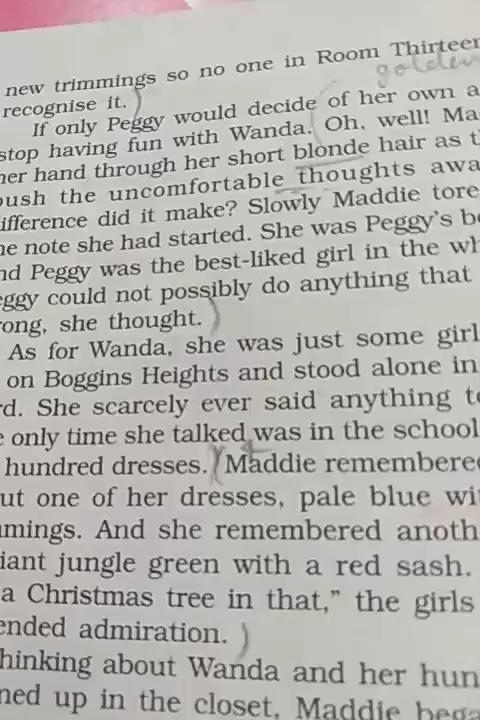 new trimmings so no one in Room Thirteen
golden
recognise it.
If only Peggy would decide of her own a
stop having fun with Wanda. Oh, well! Ma
her hand through her short blonde hair as t
push the uncomfortable thoughts awa
ifference did it make? Slowly Maddie tore
he note she had started. She was Peggy's be
nd Peggy was the best-liked girl in the wh
eggy could not possibly do anything that
rong, she thought.
As for Wanda, she was just some girl
on Boggins Heights and stood alone in
rd. She scarcely ever said anything to
e only time she talked was in the school
hundred dresses. Maddie remembered
ut one of her dresses, pale blue wit
mings. And she remembered anoth
iant jungle green with a red sash.
a Christmas tree in that,” the girls
ended admiration.
hinking about Wanda and her hun
ned up in the closet, Maddie bega